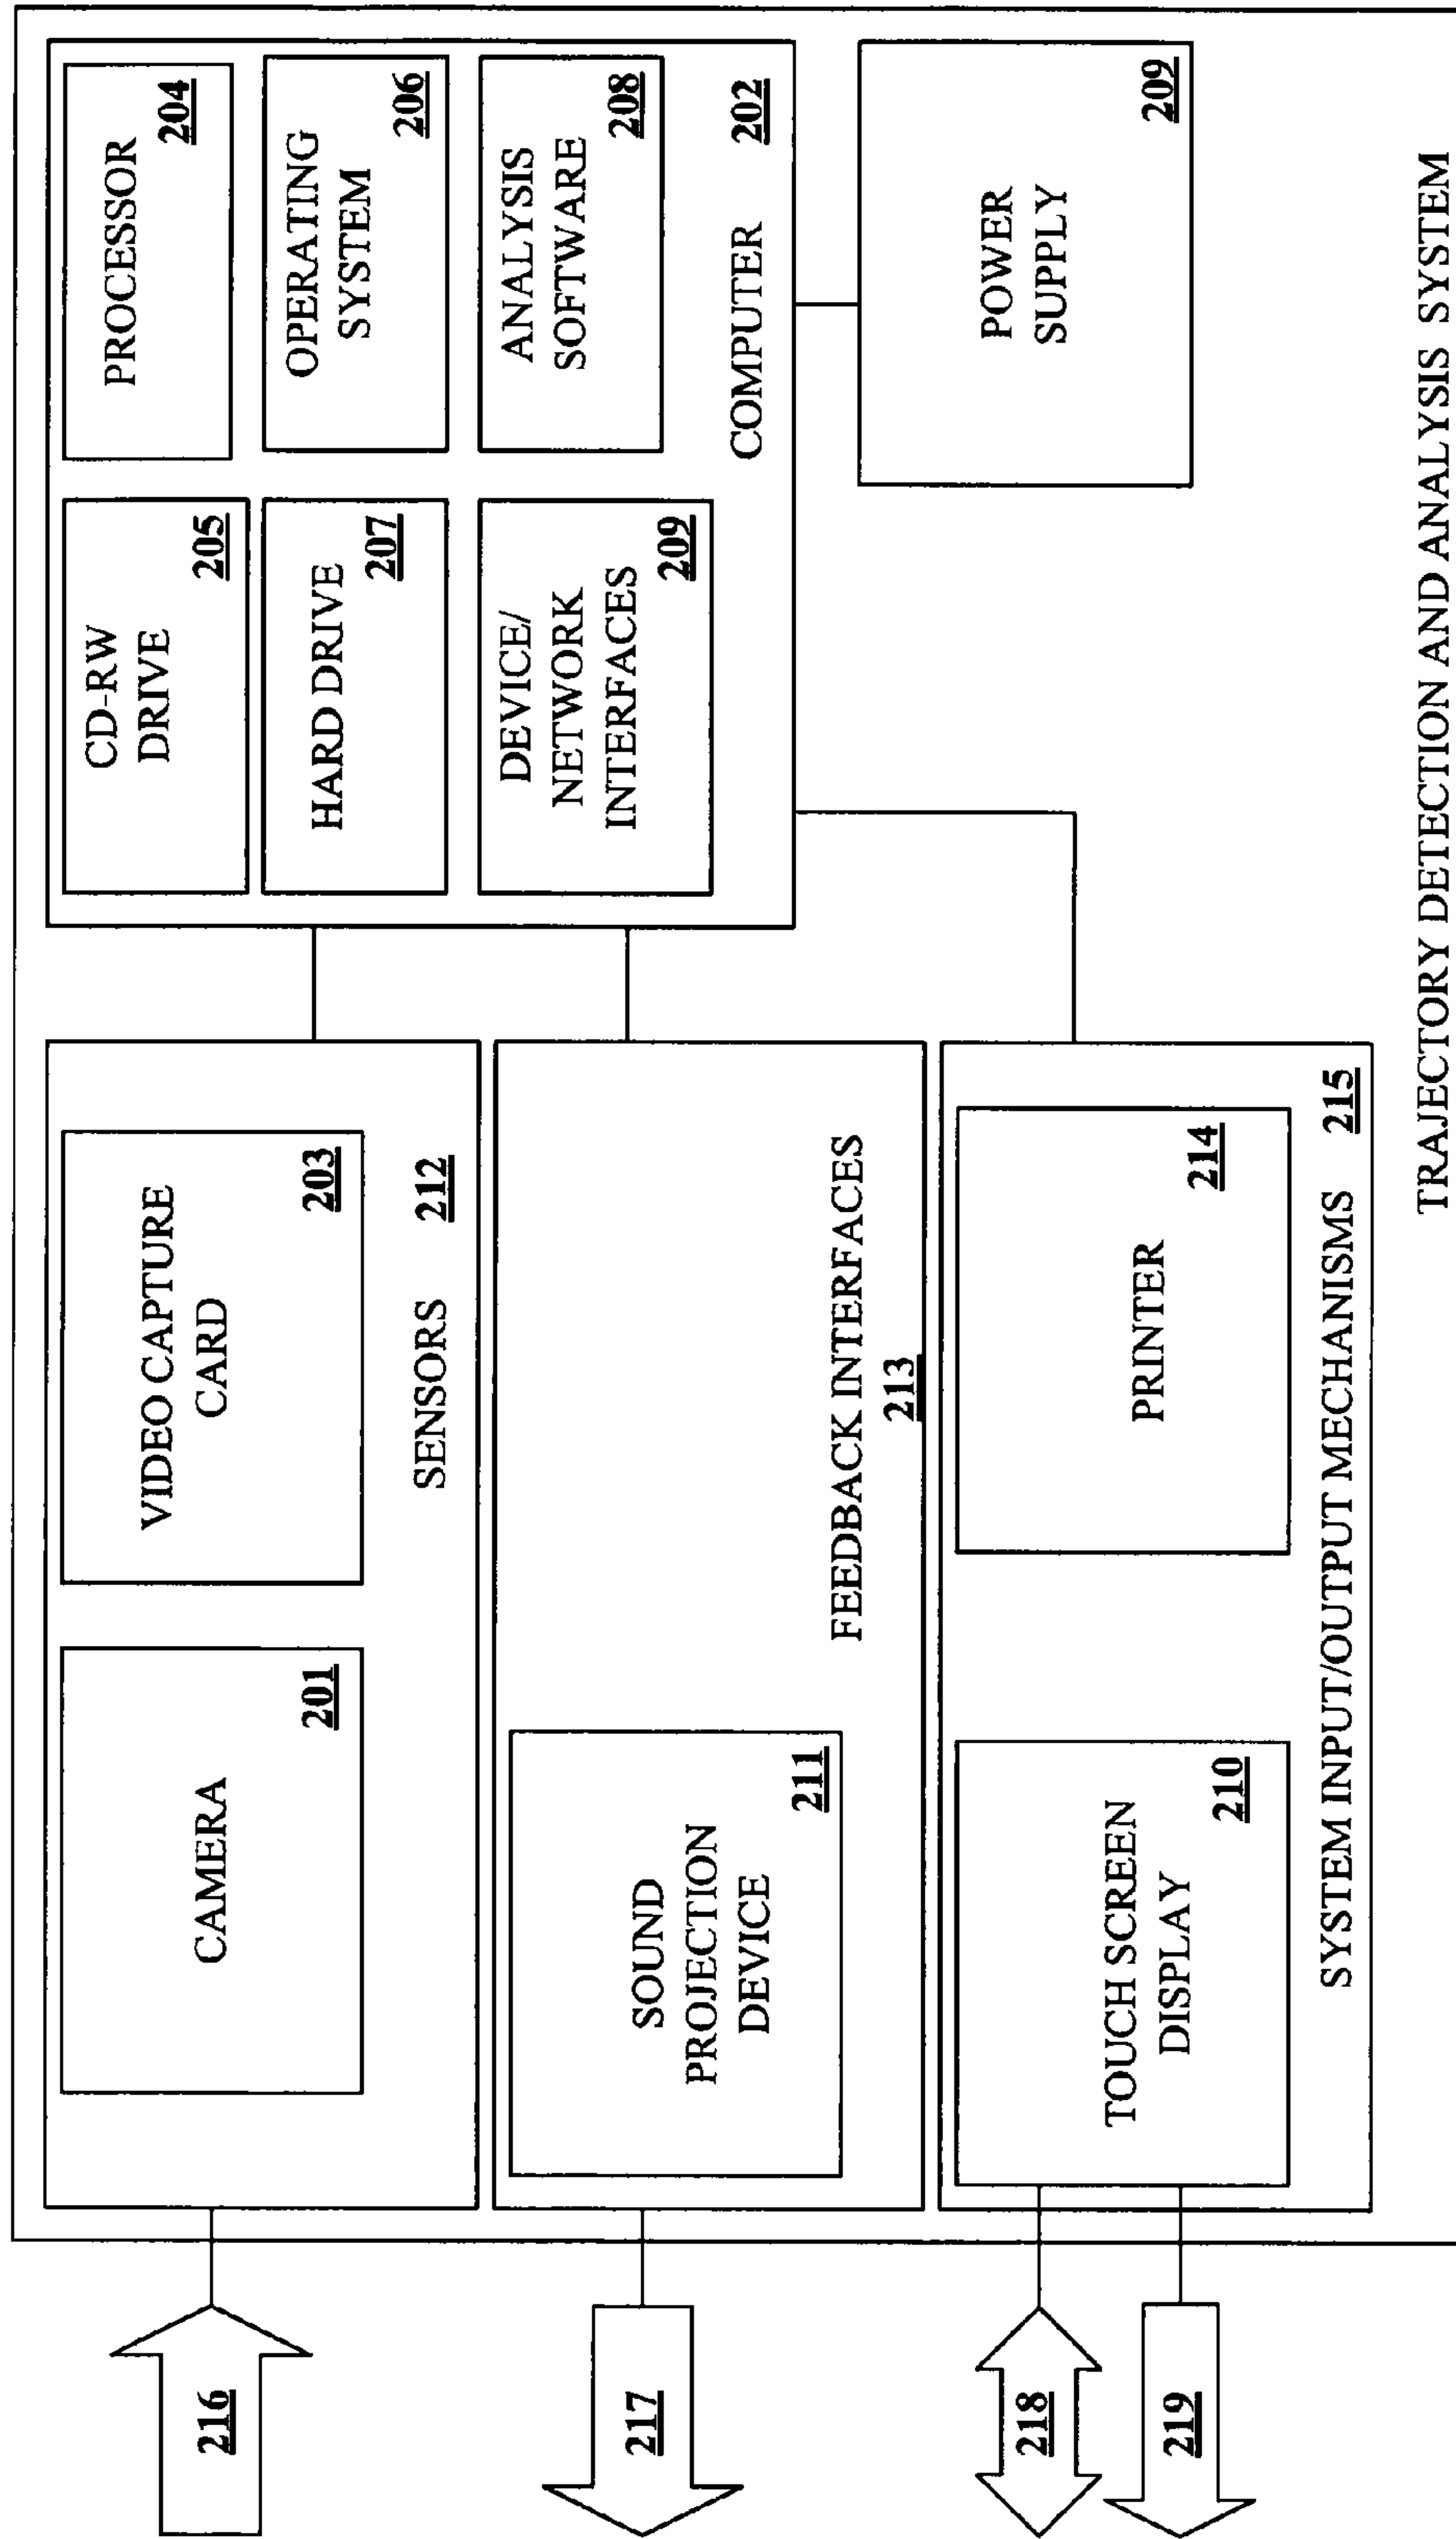 216
CAMERA
201
VIDEO CAPTURE
CARD
203
SENSORS
212
217
SOUND
PROJECTION
DEVICE
211
FEEDBACK INTERFACES
213
218
219
TOUCH SCREEN
DISPLAY
210
PRINTER
214
SYSTEM INPUT/OUTPUT MECHANISMS
215
CD-RW
DRIVE
205
PROCESSOR
204
HARD DRIVE
207
OPERATING
SYSTEM
206
DEVICE/
NETWORK
INTERFACES
209
ANALYSIS
SOFTWARE
208
COMPUTER
202
POWER
SUPPLY
209
TRAJECTORY DETECTION AND ANALYSIS SYSTEM